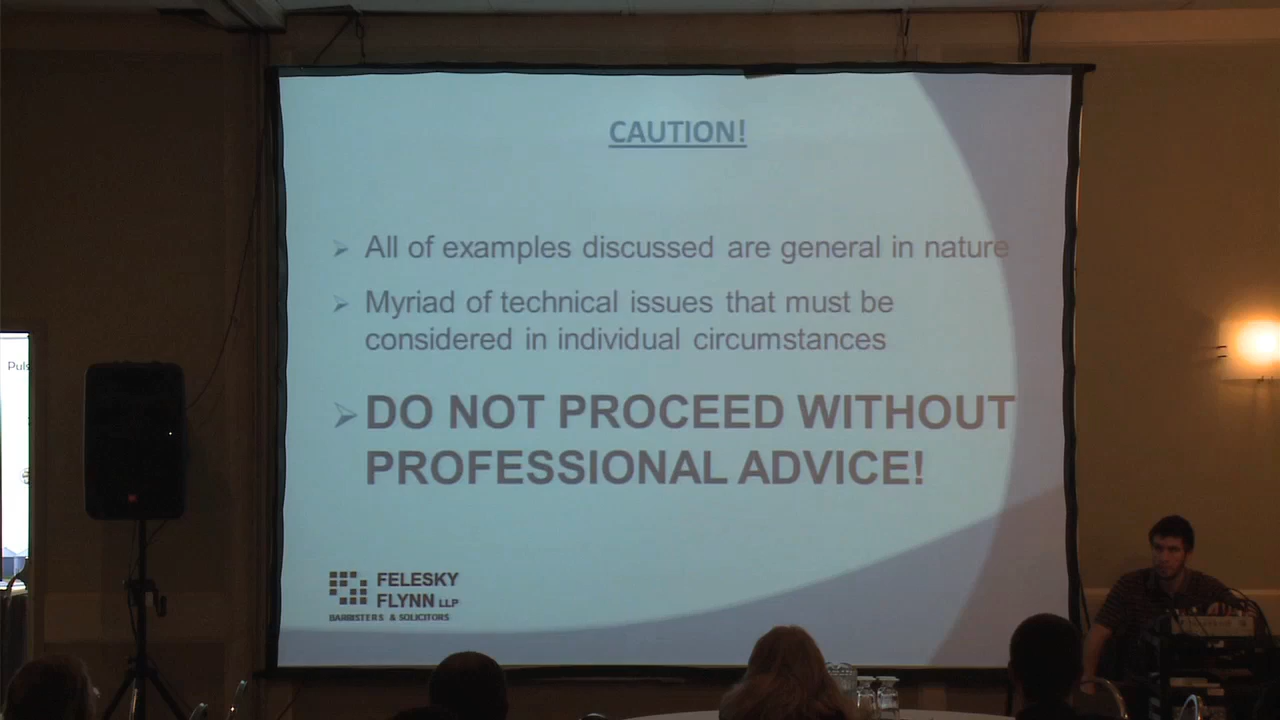 CAUTION!
All of examples discussed are general in nature
Myriad of technical issues that must be
considered in individual circumstances
DO NOT PROCEED WITHOUT
PROFESSIONAL ADVICE!
FELESKY
FLYNN LLP
BARRISTERS & SOLICITORS
Puls